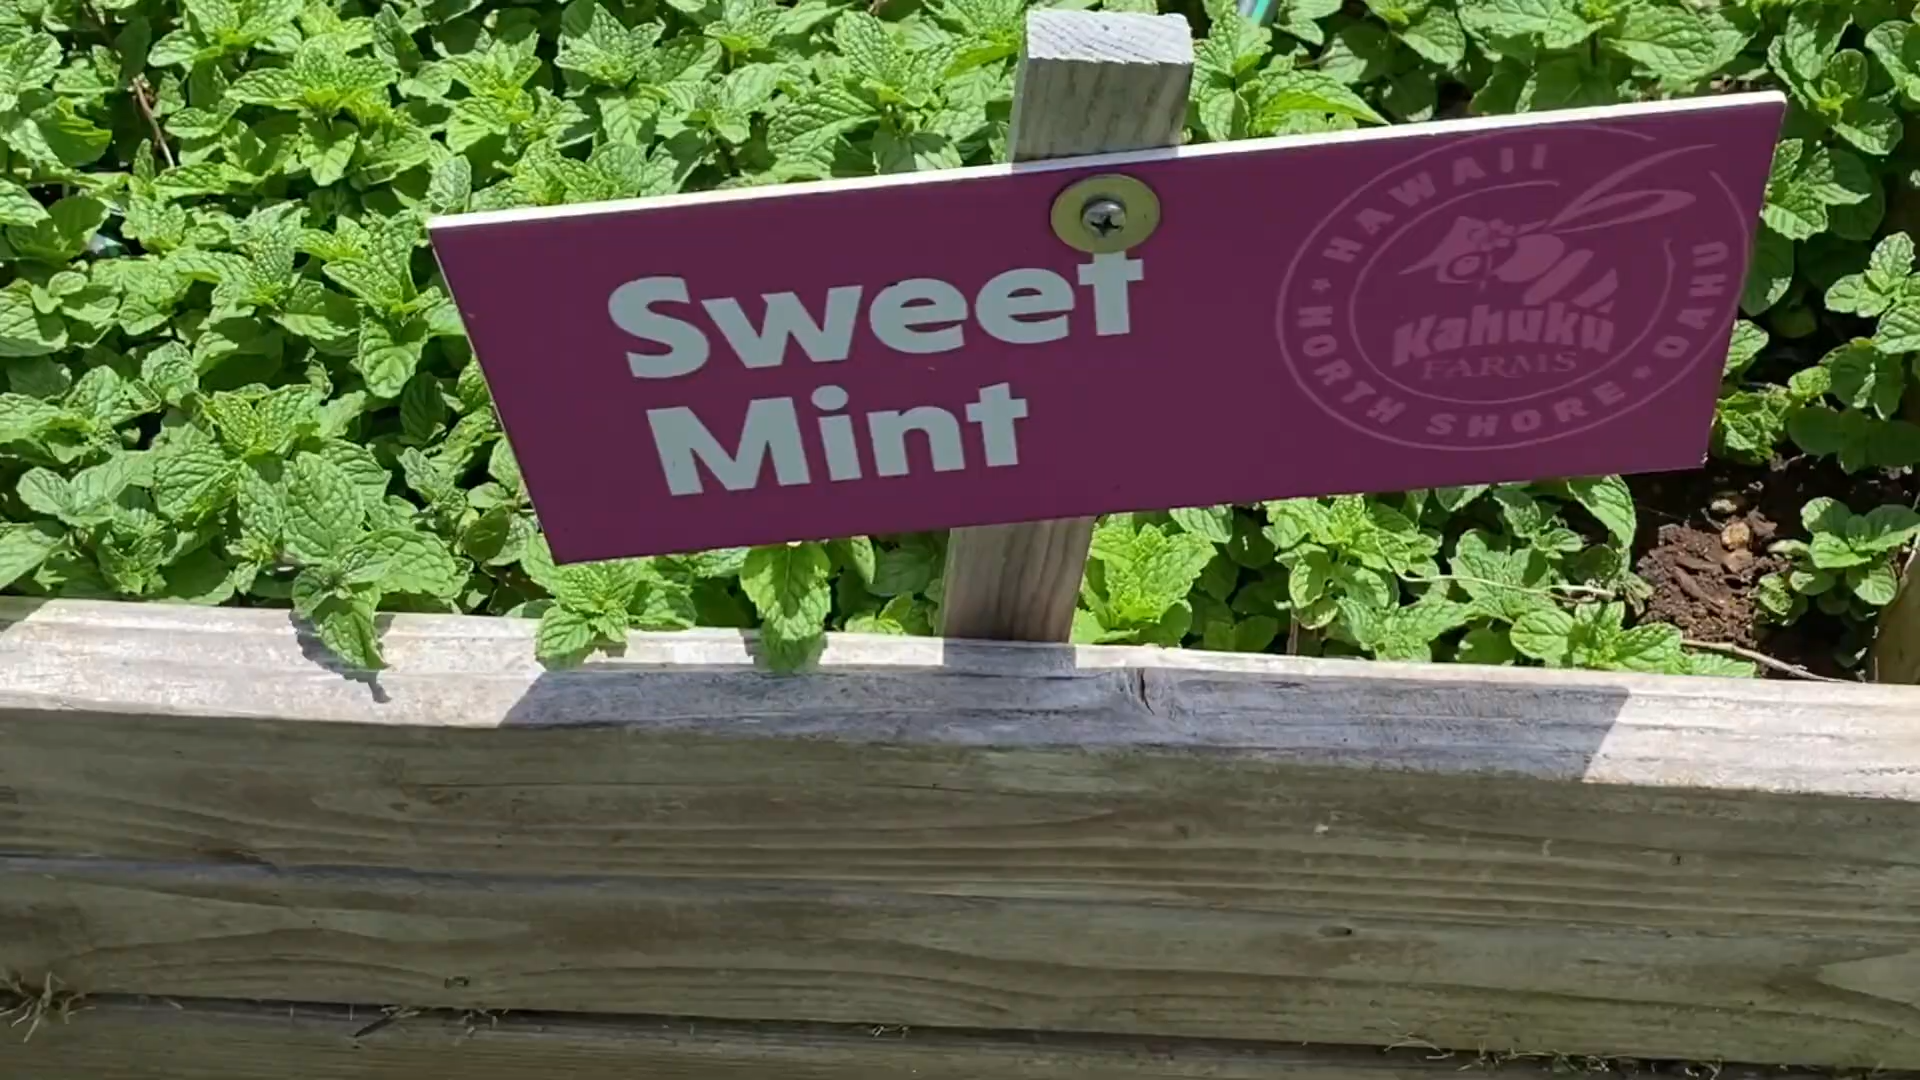 Sweet
Mint
HAWAII
Kahuku
FARMS
NORTH SHORE • OAHU